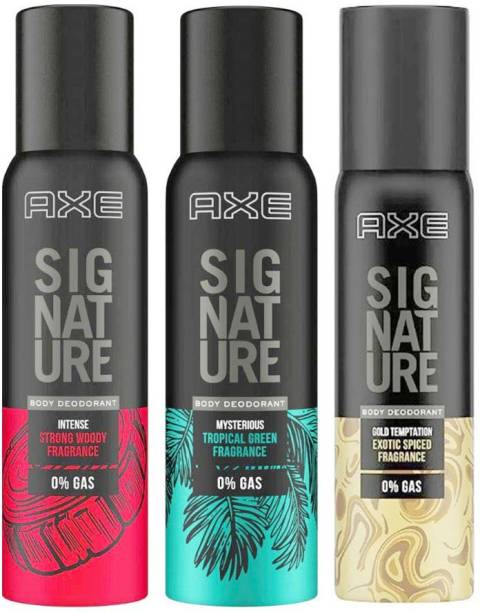 AXE
SIG
NAT
URE
BODY DEODORANT
INTENSE
STRONG WOODY
FRAGRANCE
0% GAS
AXE
SIG
NAT
URE
BODY DEODORANT
MYSTERIOUS
TROPICAL GREEN
FRAGRANCE
0% GAS
AXE
SIG
NAT
URE
BODY DEODORANT
GOLD TEMPTATION
EXOTIC SPICED
FRAGRANCE
0% GAS